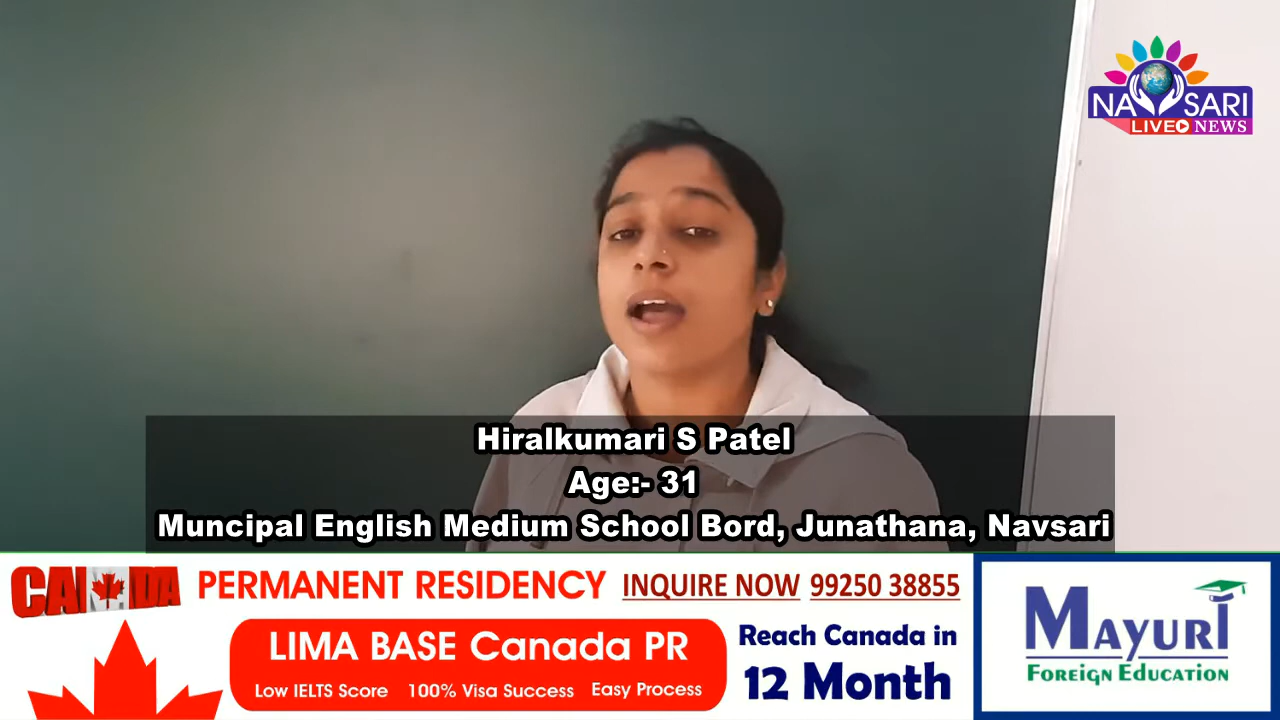 NAVSARI
LIVE NEWS
Hiralkumari S Patel
Age:- 31
Muncipal English Medium School Bord, Junathana, Navsari
CANADA PERMANENT RESIDENCY INQUIRE NOW 99250 38855
LIMA BASE Canada PR
Low IELTS Score 100% Visa Success Easy Process
Reach Canada in
12 Month
MAYURI
FOREIGN EDUCATION